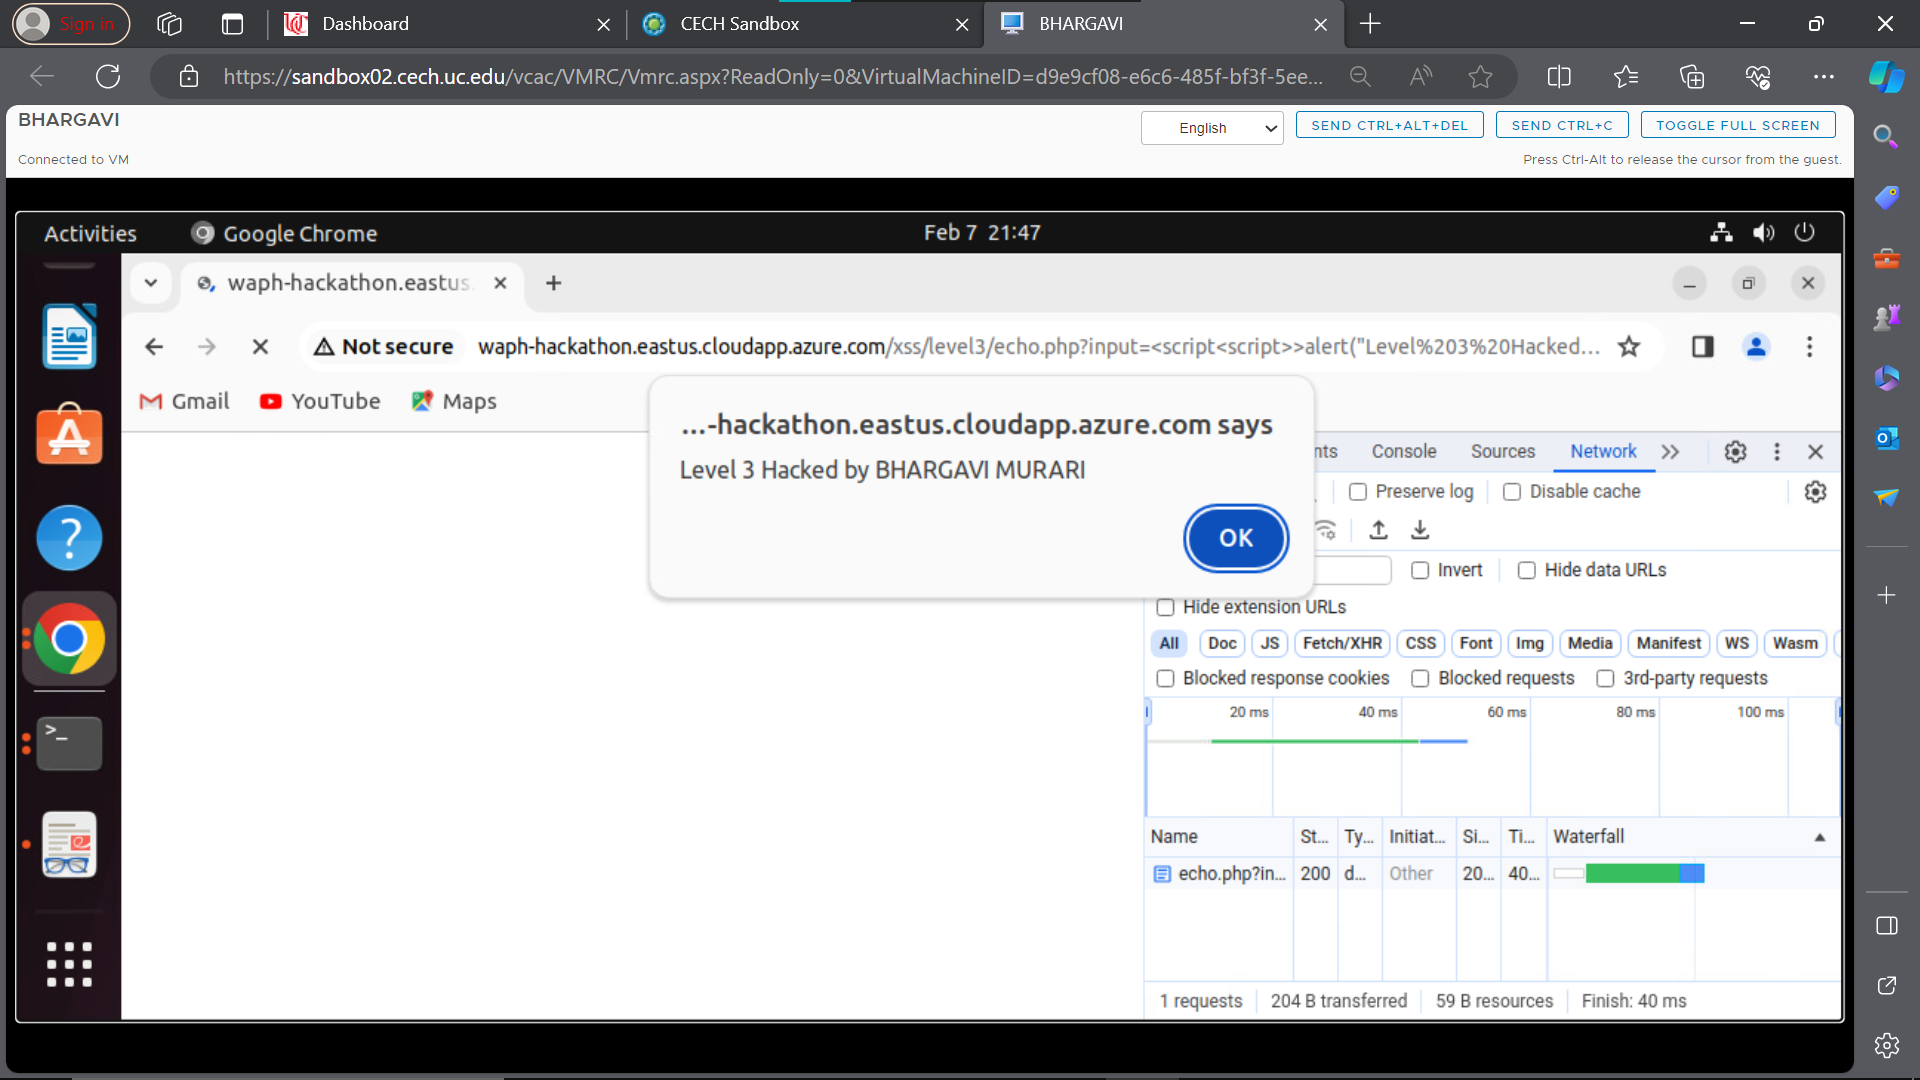 Sign in
Dashboard
CECH Sandbox
BHARGAVI
https://sandbox02.cech.uc.edu/vcac/VMRC/Vmrc.aspx?ReadOnly=0&VirtualMachineID=d9e9cf08-e6c6-485f-bf3f-5ee...
BHARGAVI
English
SEND CTRL+ALT+DEL
SEND CTRL+C
TOGGLE FULL SCREEN
Connected to VM
Press Ctrl-Alt to release the cursor from the guest.
Activities
Google Chrome
Feb 7 21:47
waph-hackathon.eastus.
Not secure
waph-hackathon.eastus.cloudapp.azure.com/xss/level3/echo.php?input=<script<script>>alert("Level%203%20Hacked...
Gmail
YouTube
Maps
...-hackathon.eastus.cloudapp.azure.com says
Level 3 Hacked by BHARGAVI MURARI
OK
nts
Console
Sources
Network
Preserve log
Disable cache
Invert
Hide data URLs
Hide extension URLs
All
Doc
JS
Fetch/XHR
CSS
Font
Img
Media
Manifest
WS
Wasm
Blocked response cookies
Blocked requests
3rd-party requests
20 ms
40 ms
60 ms
80 ms
100 ms
Name
St...
Ty...
Initiat...
Si...
Ti...
Waterfall
echo.php?in...
200
d...
Other
20...
40...
1 requests
204 B transferred
59 B resources
Finish: 40 ms